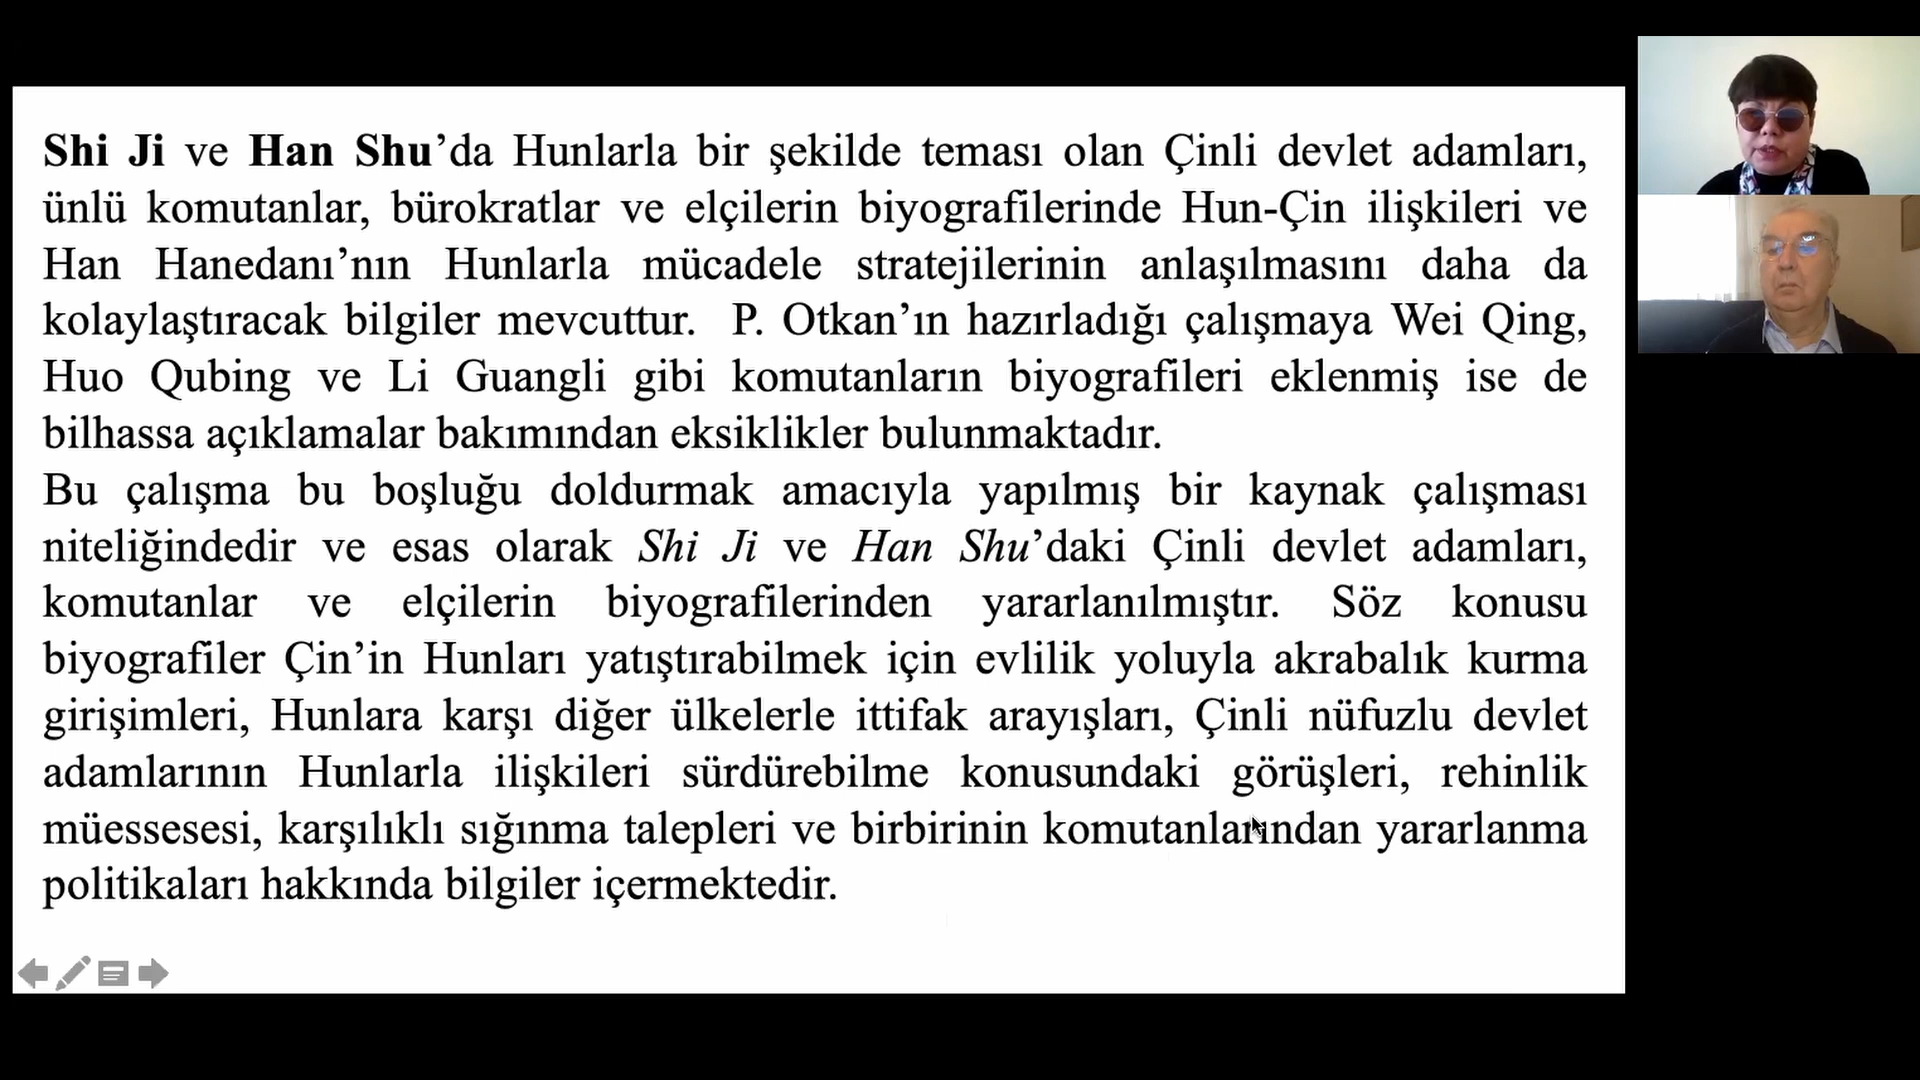 Shi Ji ve Han Shu’da Hunlarla bir şekilde teması olan Çinli devlet adamları,
ünlü komutanlar, bürokratlar ve elçilerin biyografilerinde Hun-Çin ilişkileri ve
Han Hanedanı’nın Hunlarla mücadele stratejilerinin anlaşılmasını daha da
kolaylaştıracak bilgiler mevcuttur. P. Otkan’ın hazırladığı çalışmaya Wei Qing,
Huo Qubing ve Li Guangli gibi komutanların biyografileri eklenmiş ise de
bilhassa açıklamalar bakımından eksiklikler bulunmaktadır.
Bu çalışma bu boşluğu doldurmak amacıyla yapılmış bir kaynak çalışması
niteliğindedir ve esas olarak Shi Ji ve Han Shu’daki Çinli devlet adamları,
komutanlar ve elçilerin biyografilerinden yararlanılmıştır. Söz konusu
biyografiler Çin’in Hunları yatıştırabilmek için evlilik yoluyla akrabalık kurma
girişimleri, Hunlara karşı diğer ülkelerle ittifak arayışları, Çinli nüfuzlu devlet
adamlarının Hunlarla ilişkileri sürdürebilme konusundaki görüşleri, rehinlik
müessesesi, karşılıklı sığınma talepleri ve birbirinin komutanlarından yararlanma
politikaları hakkında bilgiler içermektedir.